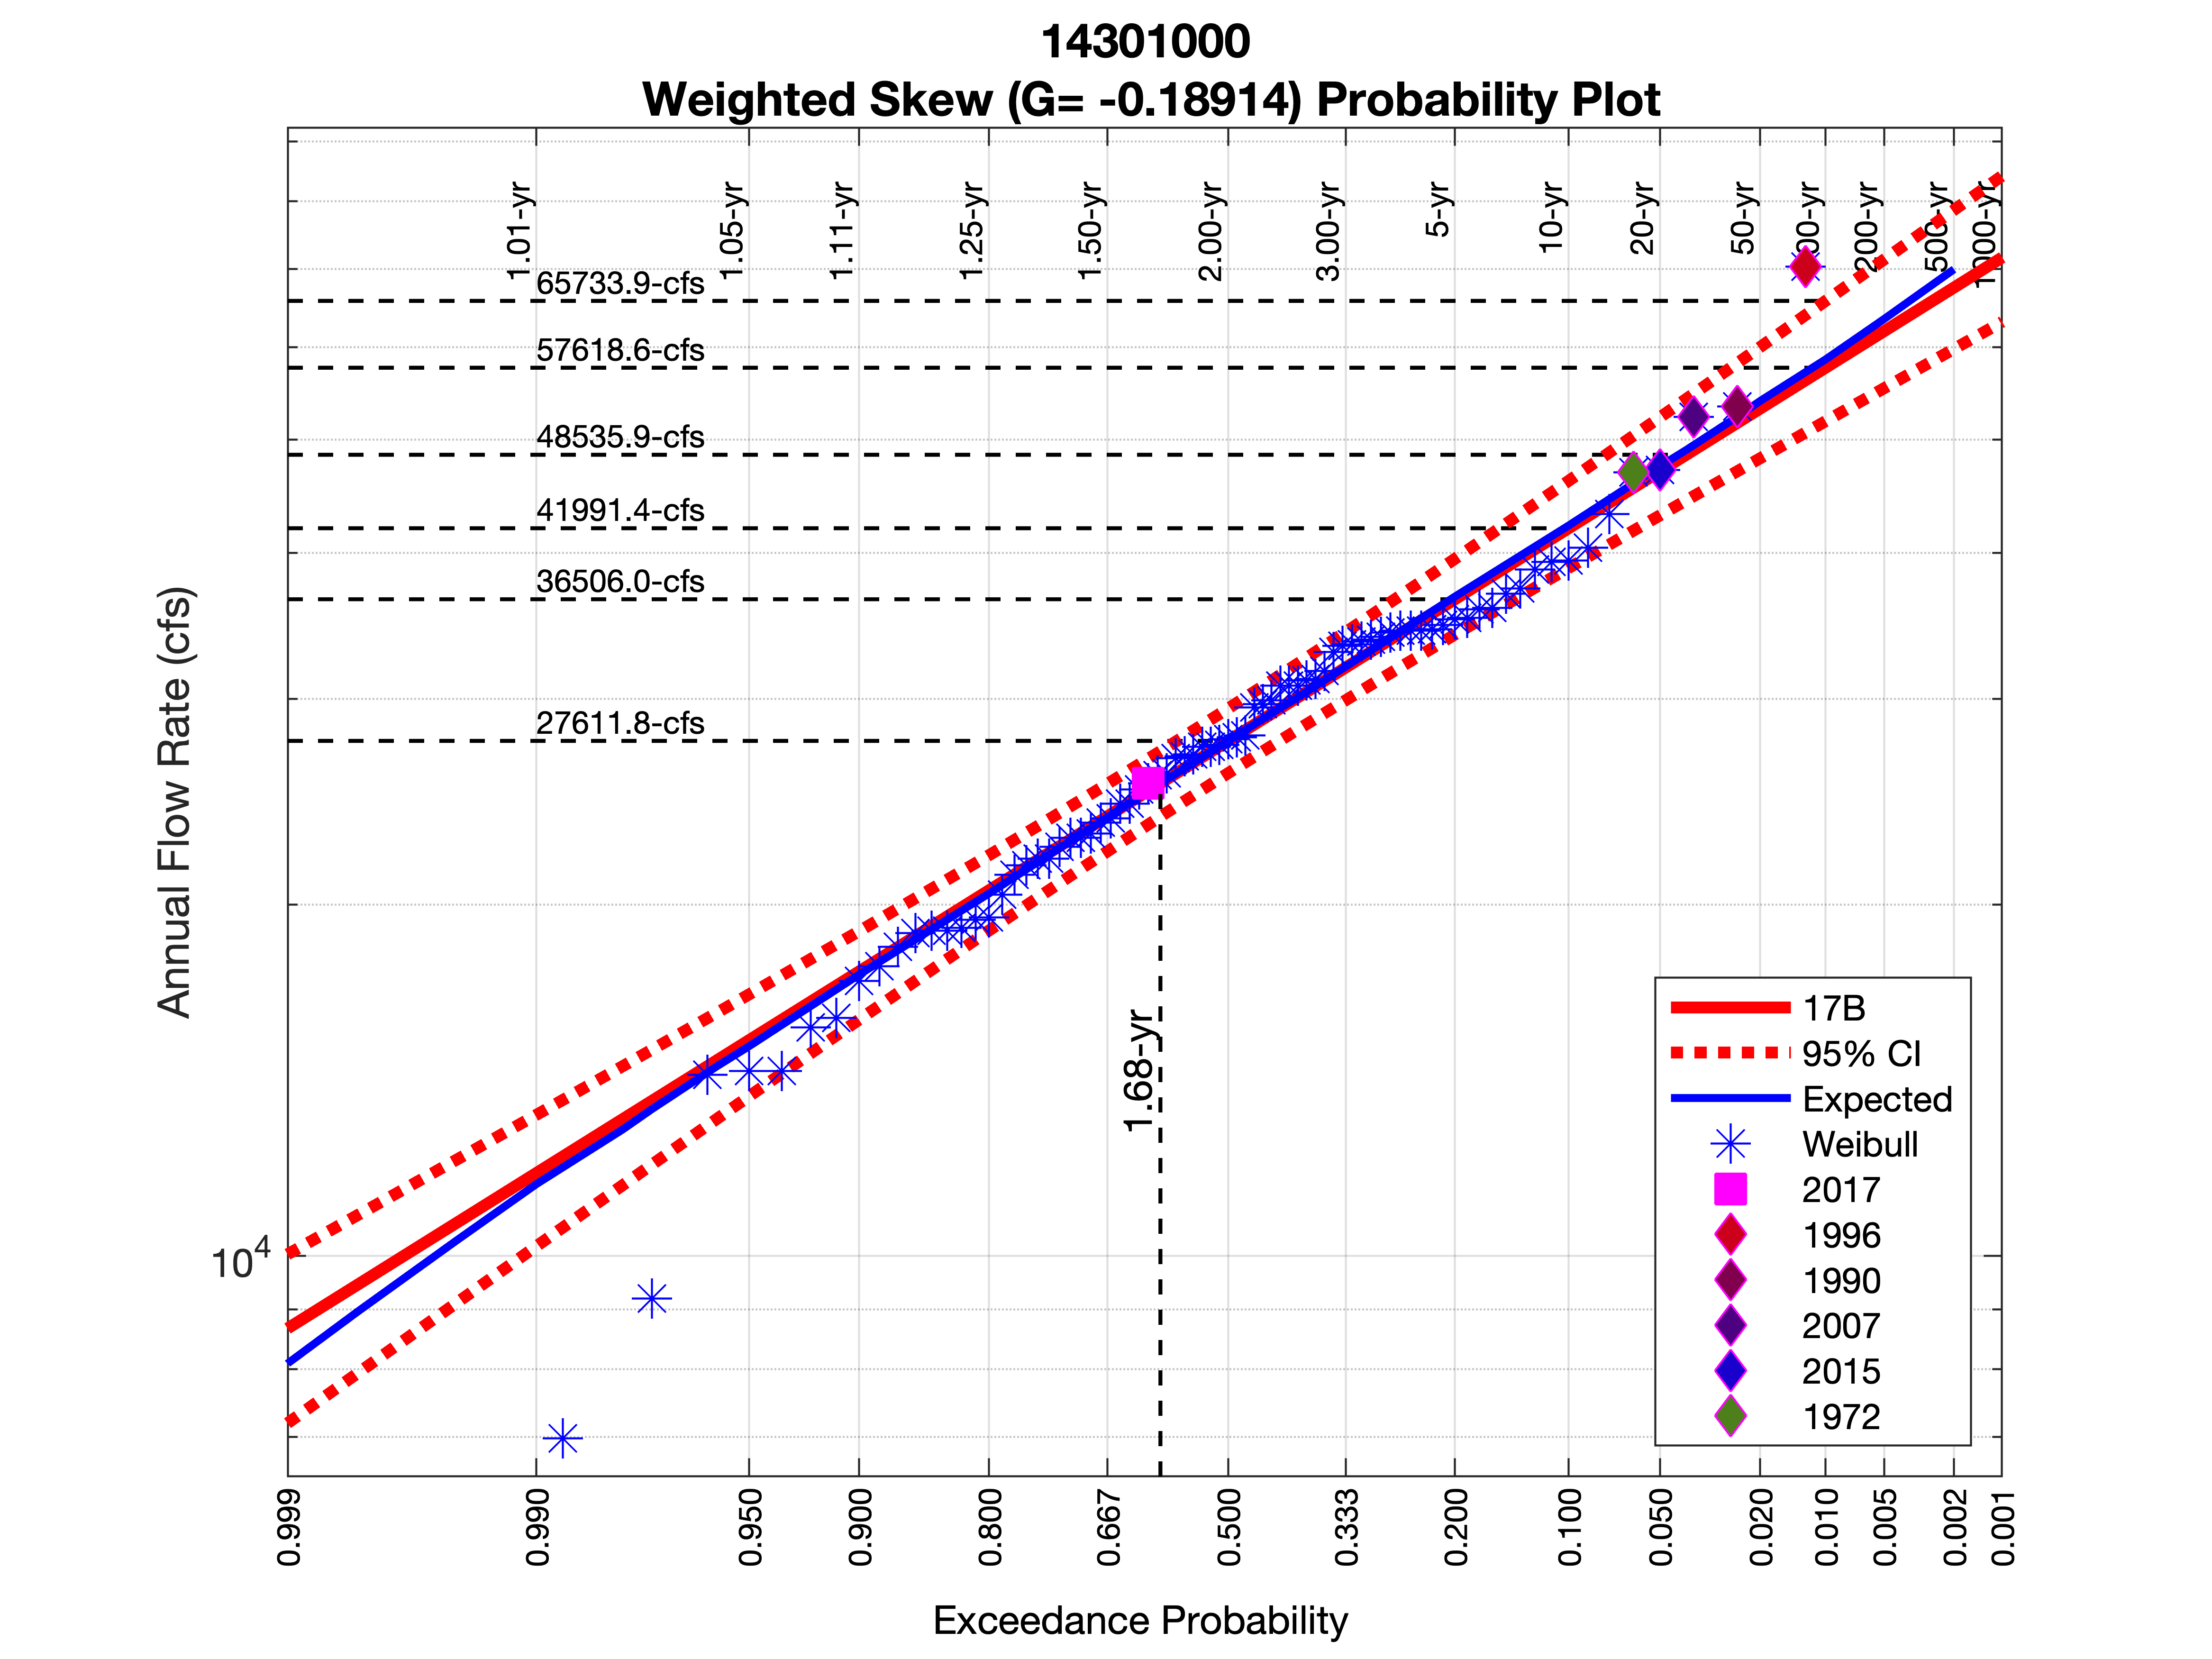 14301000
Weighted Skew (G= -0.18914) Probability Plot
1.01-yr
1.05-yr
1.11-yr
1.25-yr
1.50-yr
2.00-yr
3.00-yr
5-yr
10-yr
20-yr
50-yr
200-yr
500-yr
1000-yr
65733.9-cfs
57618.6-cfs
48535.9-cfs
41991.4-cfs
36506.0-cfs
27611.8-cfs
1.68-yr
Annual Flow Rate (cfs)
10⁴
17B
95% CI
Expected
Weibull
2017
1996
1990
2007
2015
1972
0.999
0.990
0.950
0.900
0.800
0.667
0.500
0.333
0.200
0.100
0.050
0.020
0.010
0.005
0.002
0.001
Exceedance Probability